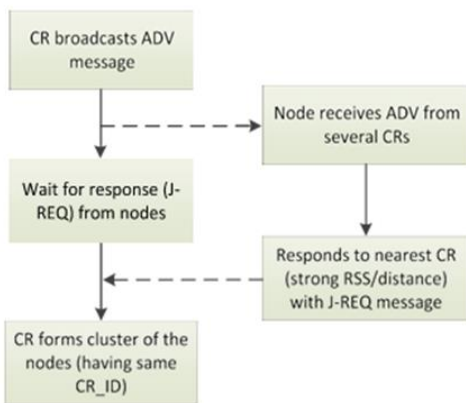 CR broadcasts ADV
message
Node receives ADV from
several CRs
Wait for response (J-
REQ) from nodes
Responds to nearest CR
(strong RSS/distance)
with J-REQ message
CR forms cluster of the
nodes (having same
CR_ID)